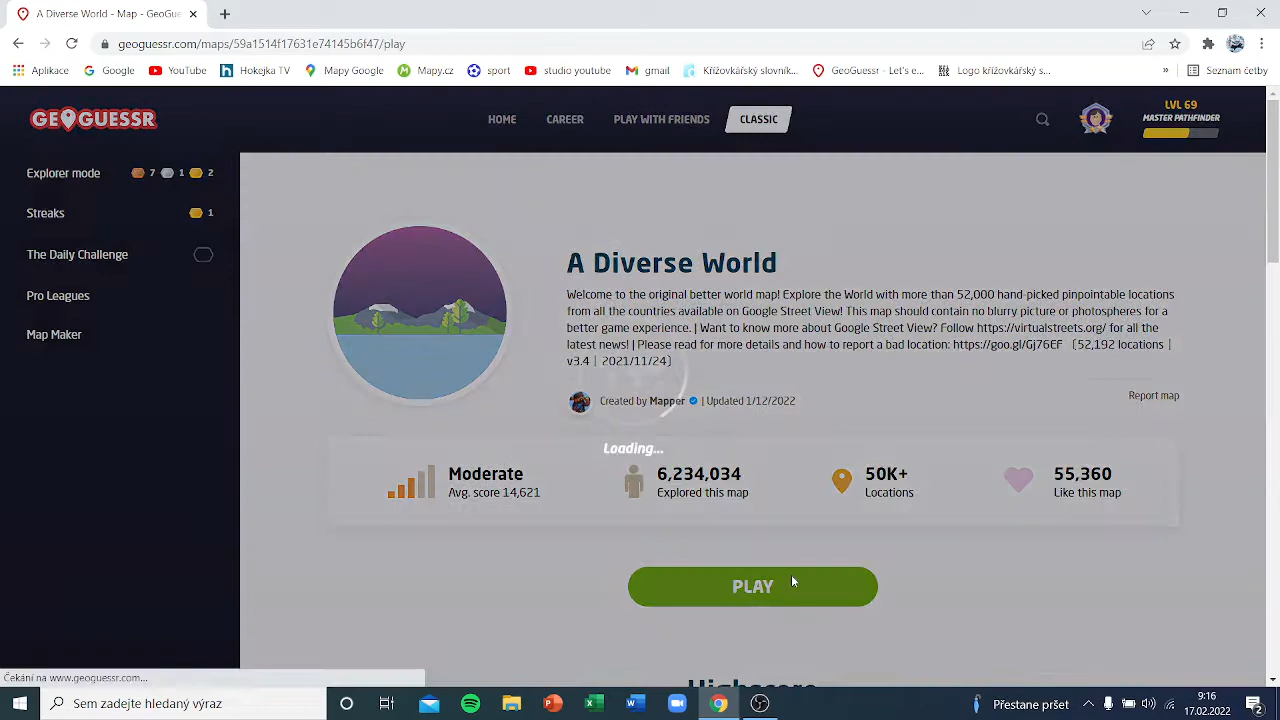 A Diverse World - Map - GeoGue
geoguessr.com/maps/59a1514f17631e74145b6f47/play
Aplikace Google YouTube Hokejka TV Mapy Google Mapy.cz sport studio youtube gmail Křížovkářský slovník... GeoGuessr - Let's e... Logo křížovkářský s... » Seznam četby
GEOGUESSR HOME CAREER PLAY WITH FRIENDS CLASSIC LVL 69
MASTER PATHFINDER
Explorer mode 7 1 2
Streaks 1
The Daily Challenge
Pro Leagues
Map Maker
A Diverse World
Welcome to the original better world map! Explore the World with more than 52,000 hand-picked pinpointable locations
from all the countries available on Google Street View! This map should contain no blurry picture or photospheres for a
better game experience. | Want to know more about Google Street View? Follow https://virtualstreets.org/ for all the
latest news! | Please read for more details and how to report a bad location: https://goo.gl/Gj76EF (52,192 locations |
v3.4 | 2021/11/24)
Created by Mapper | Updated 1/12/2022
Report map
Loading...
Moderate
Avg. score 14,621
6,234,034
Explored this map
50K+
Locations
55,360
Like this map
PLAY
Highscore
Čekání na www.geoguessr.com...
Sem zadejte hledaný výraz
Přestane pršet
9:16
17.02.2022
2